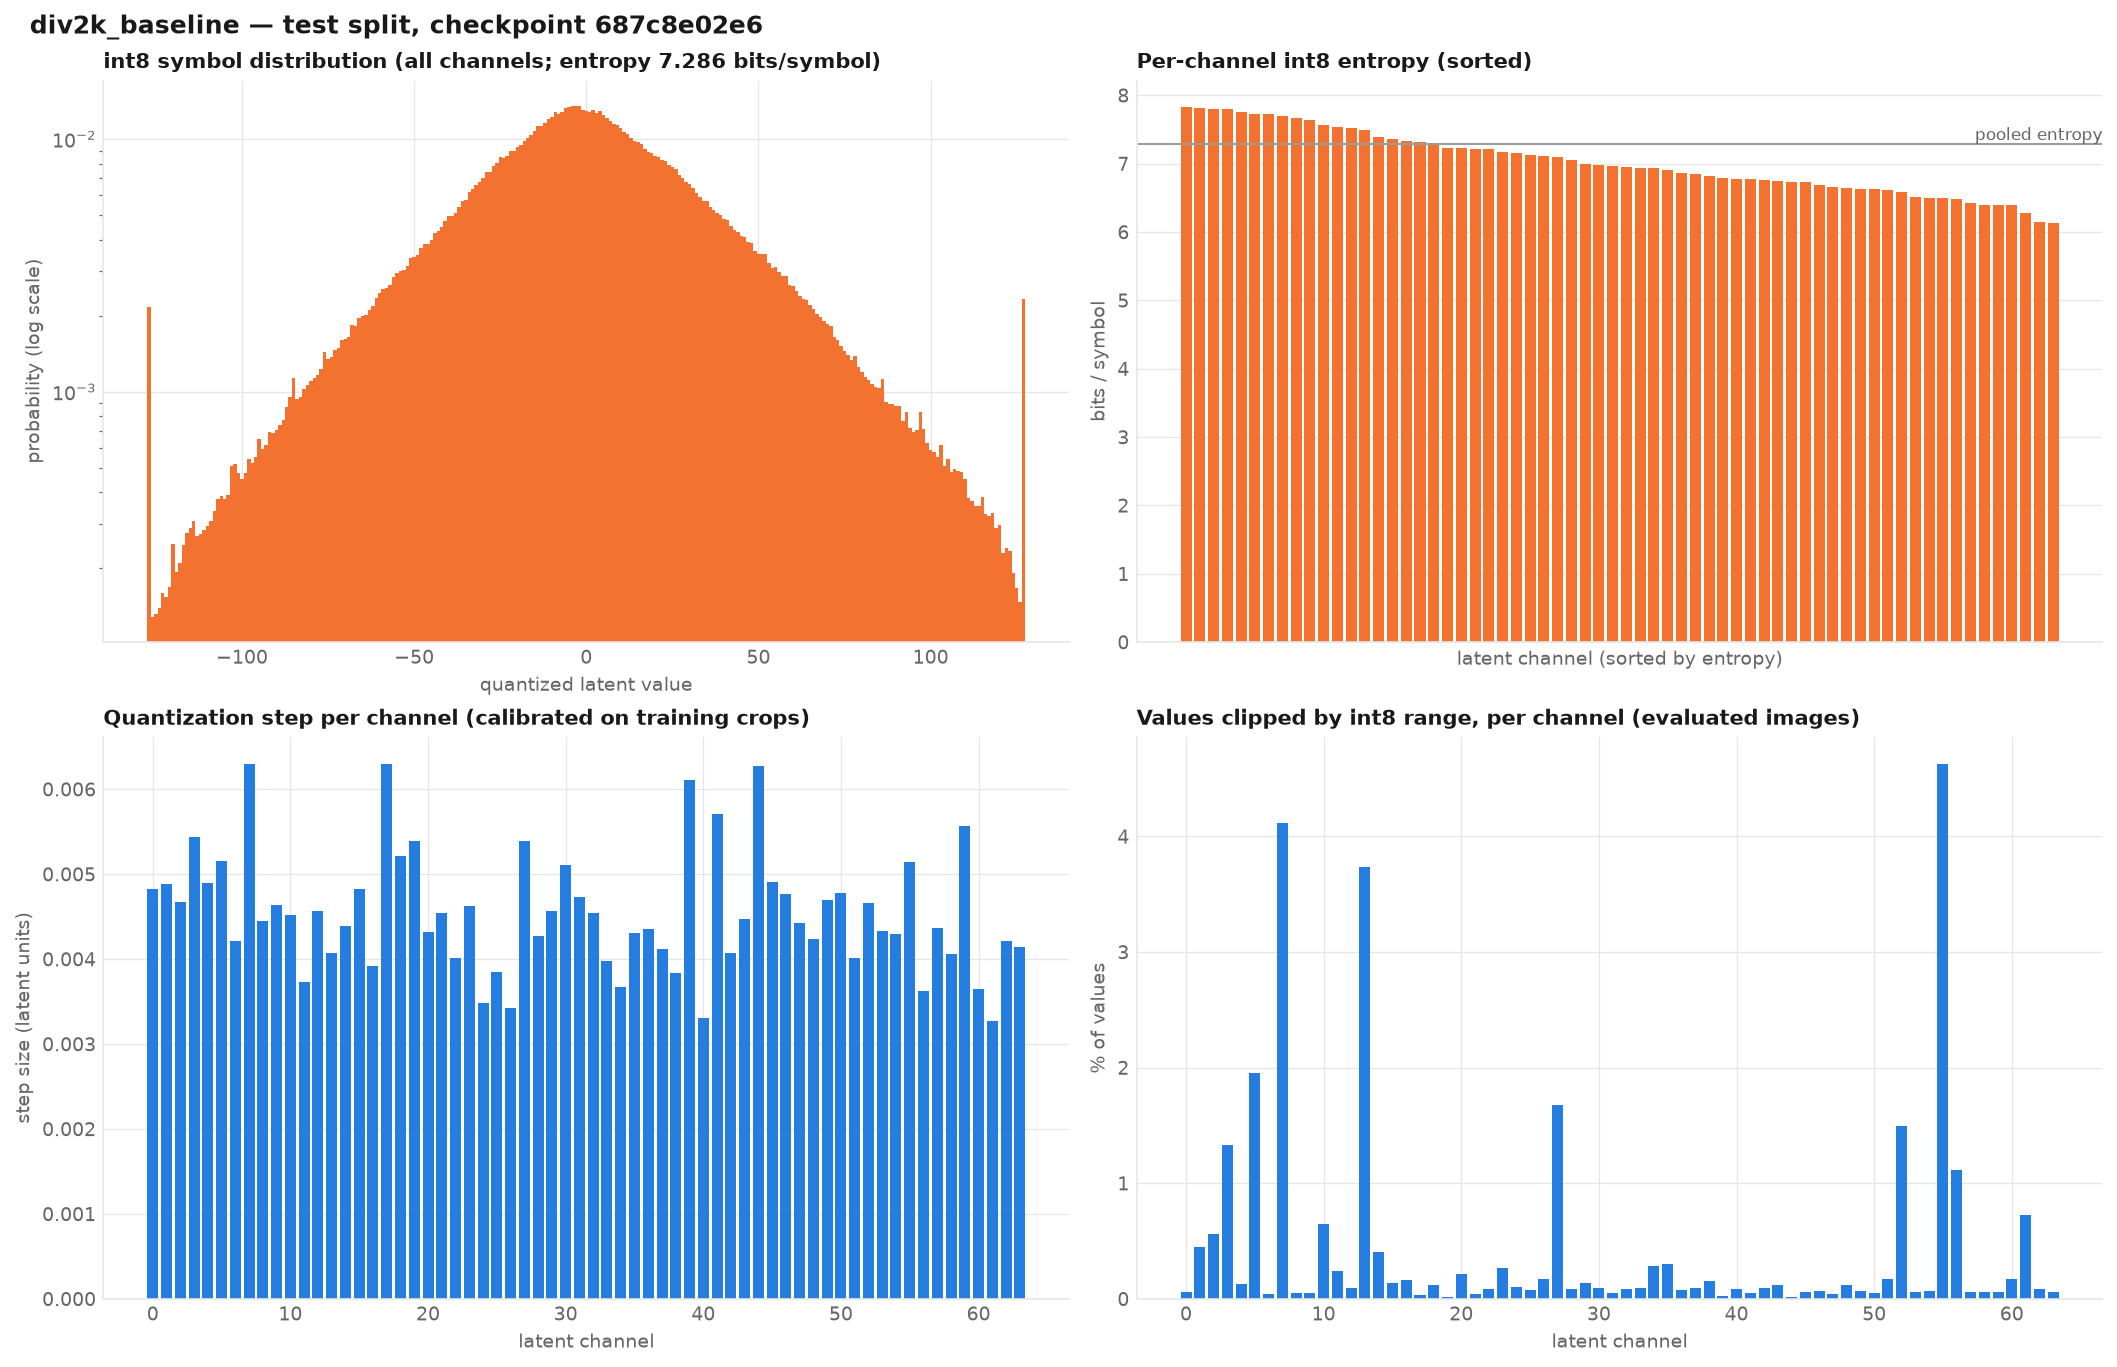 div2k_baseline — test split, checkpoint 687c8e02e6
int8 symbol distribution (all channels; entropy 7.286 bits/symbol)
probability (log scale)
10⁻²
10⁻³
−100 −50 0 50 100
quantized latent value
Per-channel int8 entropy (sorted)
bits / symbol
8
7
6
5
4
3
2
1
0
pooled entropy
latent channel (sorted by entropy)
Quantization step per channel (calibrated on training crops)
step size (latent units)
0.006
0.005
0.004
0.003
0.002
0.001
0.000
0 10 20 30 40 50 60
latent channel
Values clipped by int8 range, per channel (evaluated images)
% of values
4
3
2
1
0
0 10 20 30 40 50 60
latent channel